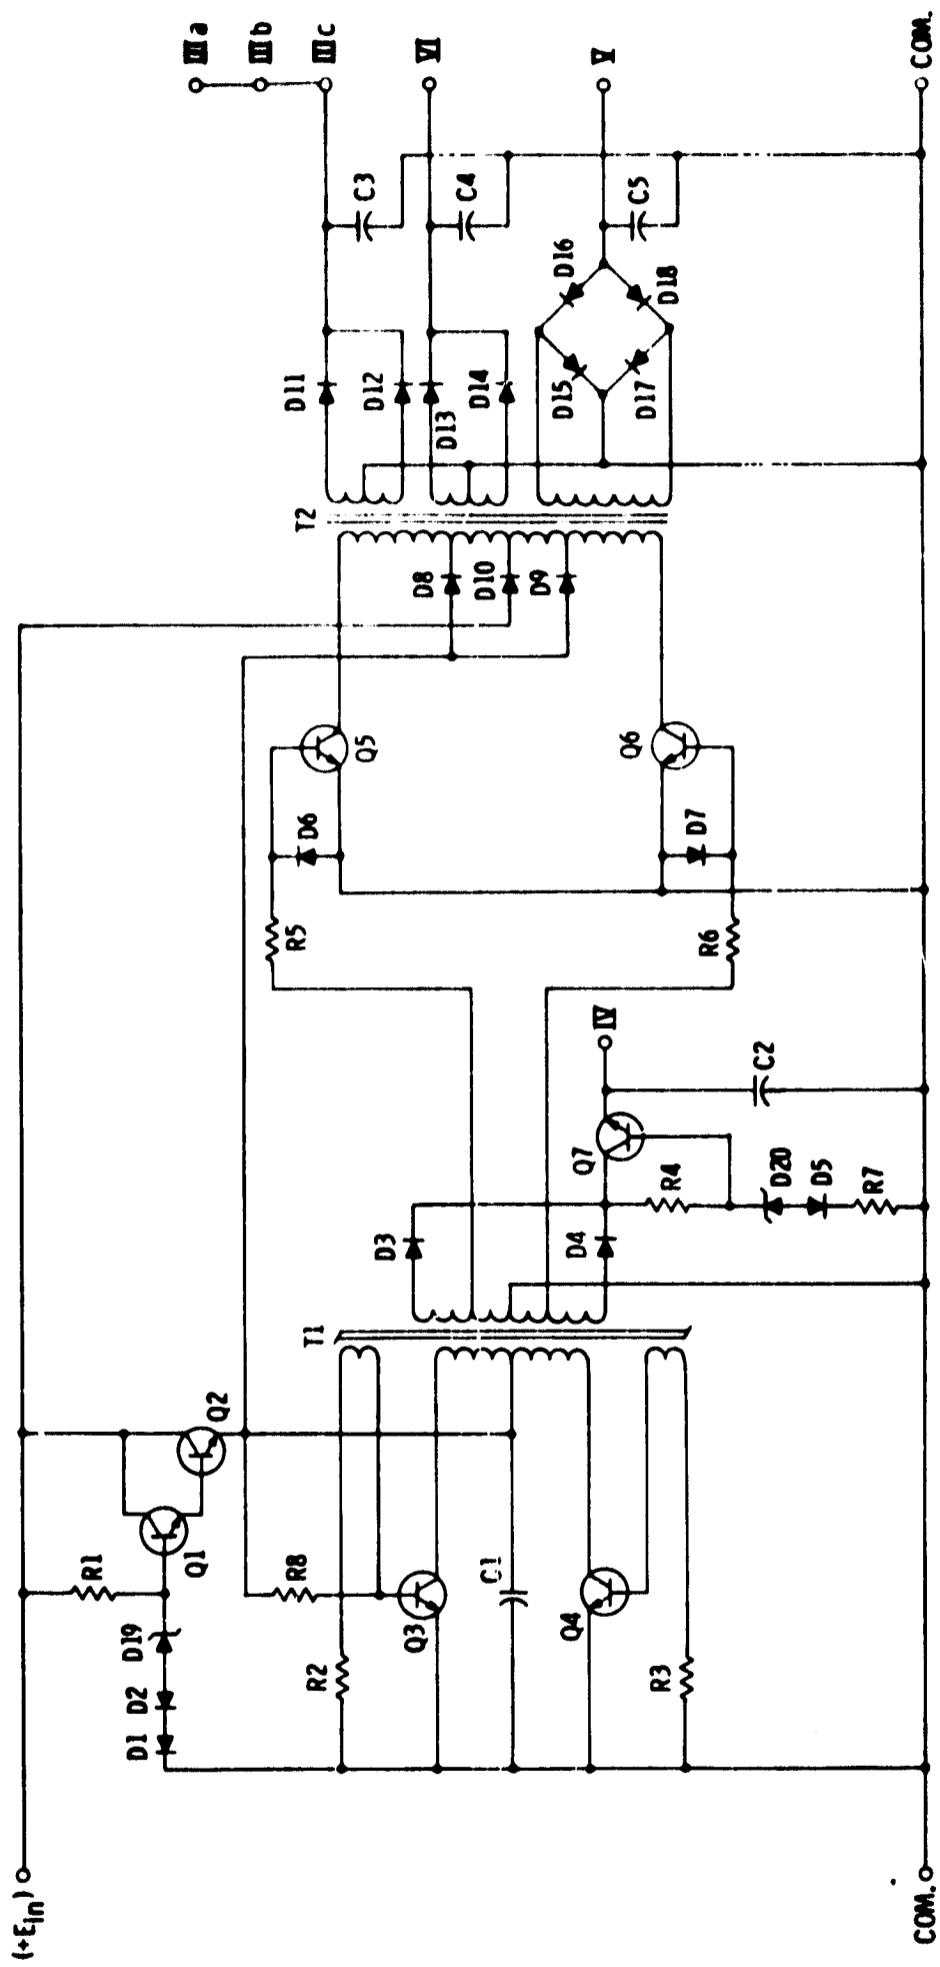 (+Ein)
COM.
D1
D2
D19
R1
Q1
Q2
R2
R8
Q3
C1
Q4
R3
T1
D3
D4
Q7
R4
D20
D5
R7
C2
IV
R5
D6
Q5
R6
D7
Q6
T2
D8
D10
D9
D11
D12
D13
D14
D15
D16
D17
D18
C3
C4
C5
IIIa
IIIb
IIIc
VI
V
COM.